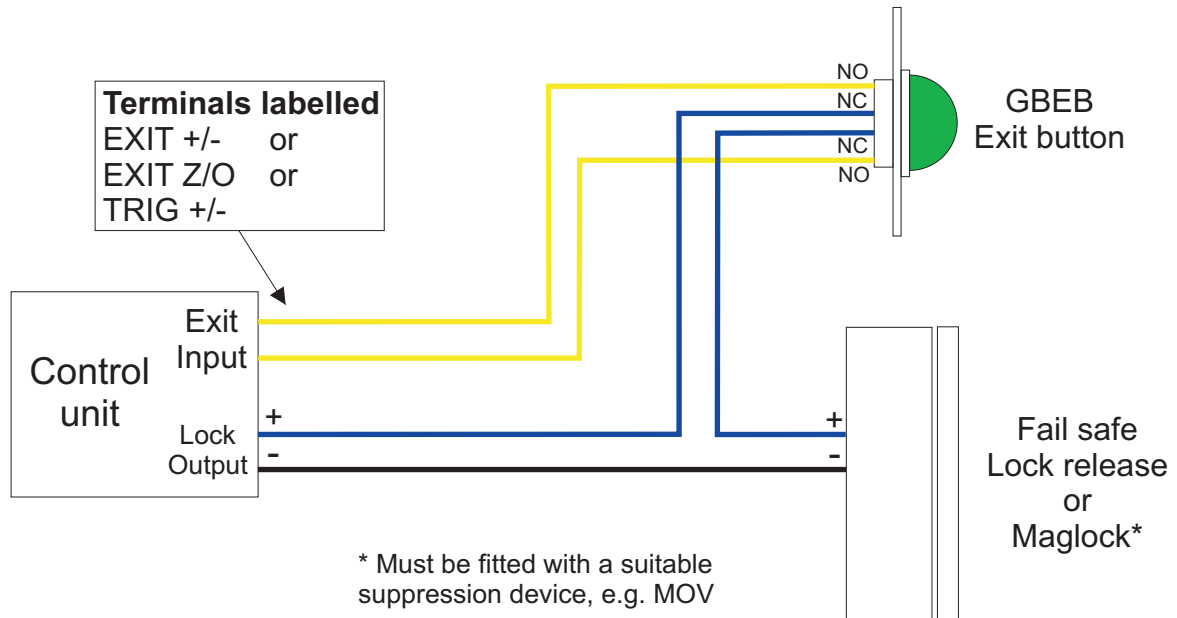 Terminals labelled
EXIT +/- or
EXIT Z/O or
TRIG +/-
NO
NC
NC
NO
GBEB
Exit button
Control
unit
Exit
Input
Lock
Output
+
-
+
-
Fail safe
Lock release
or
Maglock*
* Must be fitted with a suitable
suppression device, e.g. MOV